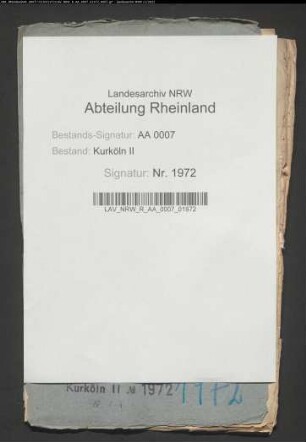 Landesarchiv NRW
Abteilung Rheinland
Bestands-Signatur: AA 0007
Bestand: Kurköln II
Signatur: Nr. 1972
LAV_NRW_R_AA_0007_01972
Kurköln II № 1972 1972